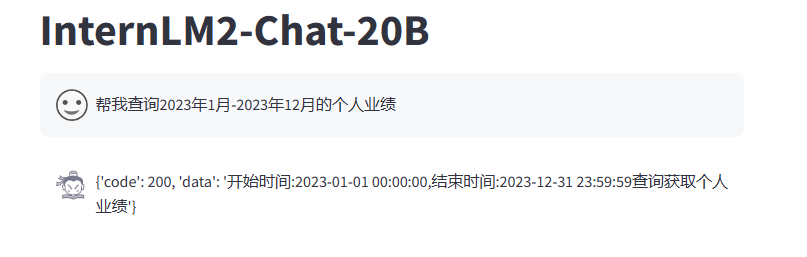 InternLM2-Chat-20B
帮我查询2023年1月-2023年12月的个人业绩
{'code': 200, 'data': '开始时间:2023-01-01 00:00:00,结束时间:2023-12-31 23:59:59查询获取个人
业绩'}